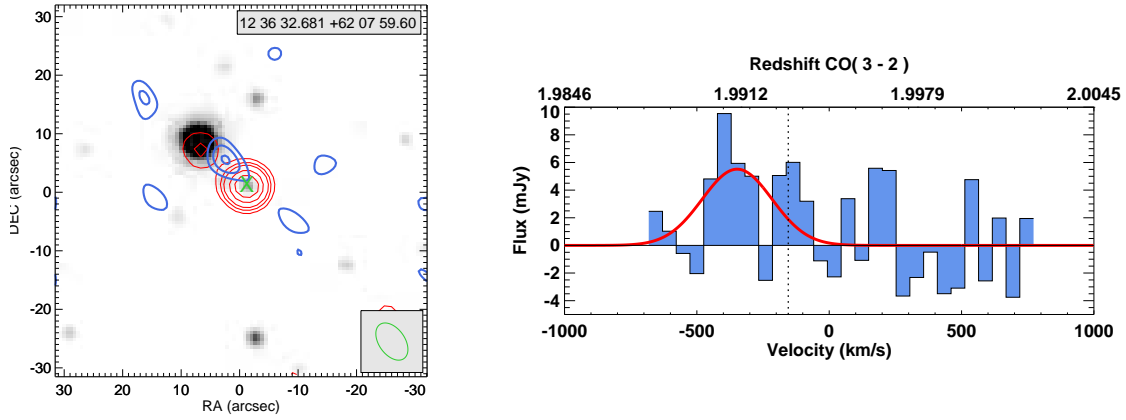 12 36 32.681 +62 07 59.60
30
20
10
0
-10
-20
-30
DEC (arcsec)
30 20 10 0 -10 -20 -30
RA (arcsec)
X
Redshift CO( 3 - 2 )
1.9846 1.9912 1.9979 2.0045
10
8
6
4
2
0
-2
-4
Flux (mJy)
-1000 -500 0 500 1000
Velocity (km/s)